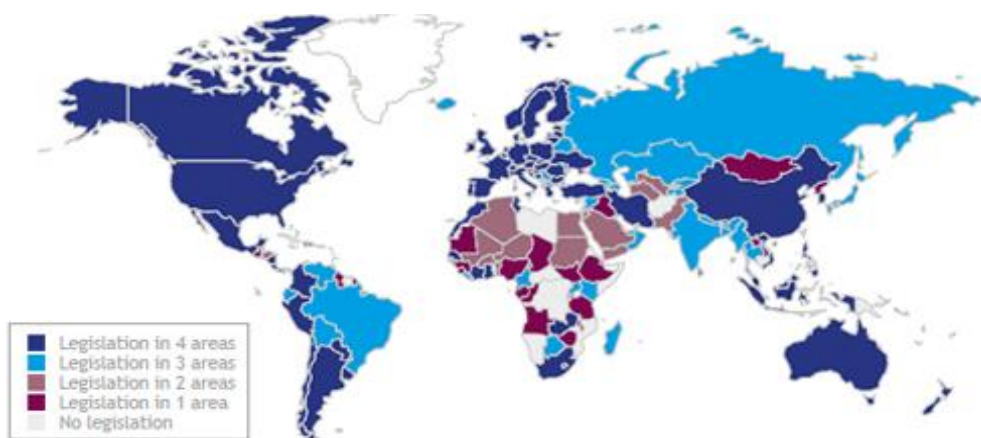 Legislation in 4 areas
Legislation in 3 areas
Legislation in 2 areas
Legislation in 1 area
No legislation